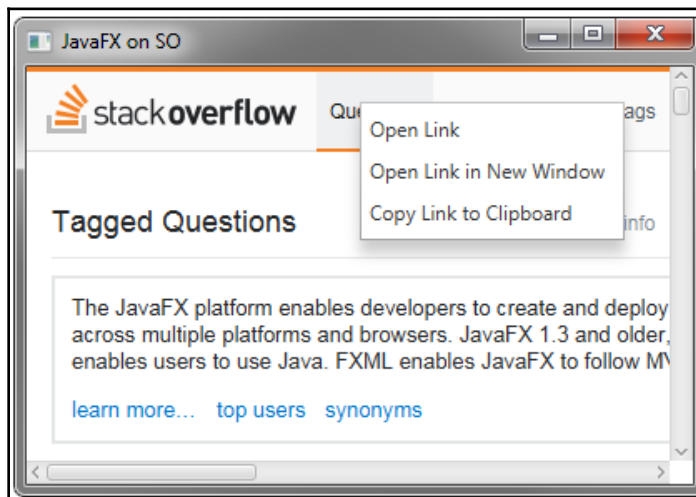 JavaFX on SO
stackoverflow
Que
ags
Open Link
Open Link in New Window
Copy Link to Clipboard
Tagged Questions
info
The JavaFX platform enables developers to create and deploy
across multiple platforms and browsers. JavaFX 1.3 and older,
enables users to use Java. FXML enables JavaFX to follow MV
learn more... top users synonyms